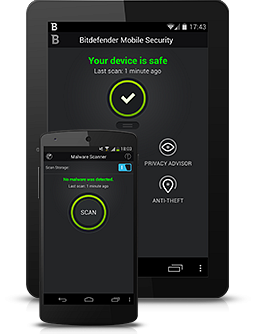 B 17:43
B Bitdefender Mobile Security
Your device is safe
Last scan: 1 minute ago
PRIVACY ADVISOR
ANTI-THEFT
18:03
Malware Scanner
Scan Storage
No malware was detected.
Last scan: 1 minute ago
SCAN